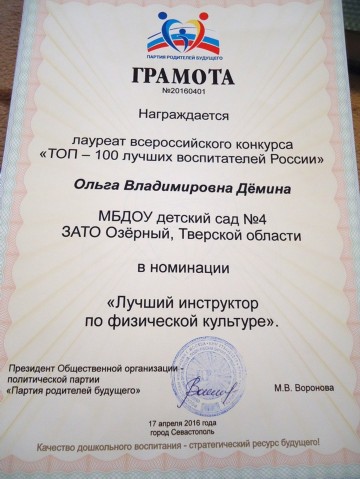 ПАРТИЯ РОДИТЕЛЕЙ БУДУЩЕГО
ГРАМОТА
№20160401
Награждается
лауреат всероссийского конкурса
«ТОП – 100 лучших воспитателей России»
Ольга Владимировна Дёмина
МБДОУ детский сад №4
ЗАТО Озёрный, Тверской области
в номинации
«Лучший инструктор
по физической культуре».
Президент Общественной организации -
политической партии
«Партия родителей будущего»
М.В. Воронова
17 апреля 2016 года
город Севастополь
Качество дошкольного воспитания - стратегический ресурс будущего!